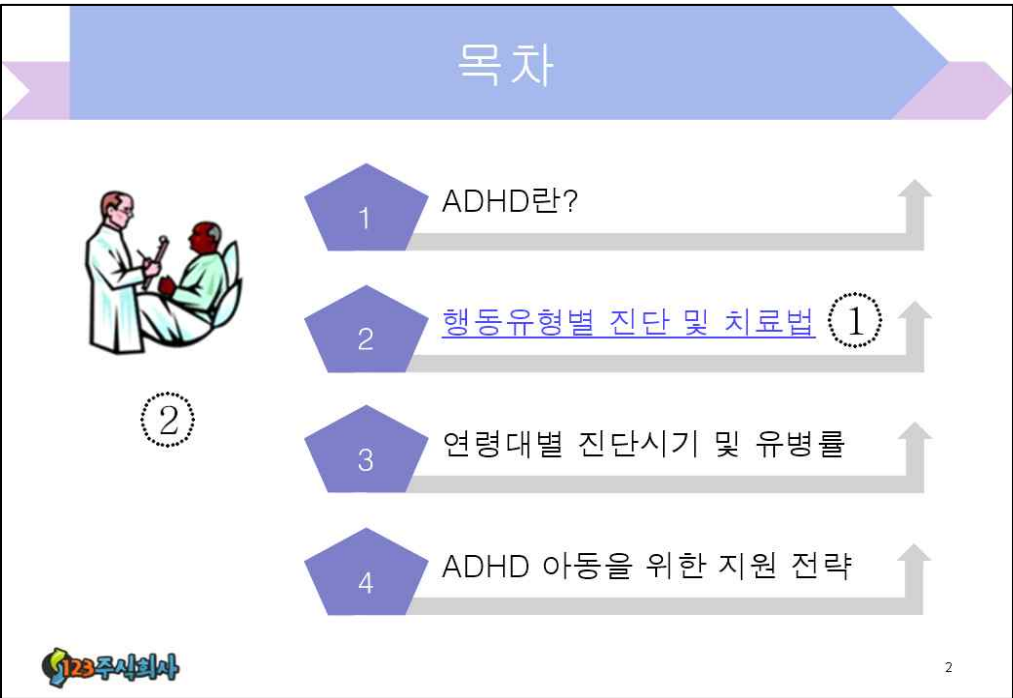 목차
1 ADHD란?
2 행동유형별 진단 및 치료법 ①
②
3 연령대별 진단시기 및 유병률
4 ADHD 아동을 위한 지원 전략
123주식회사
2